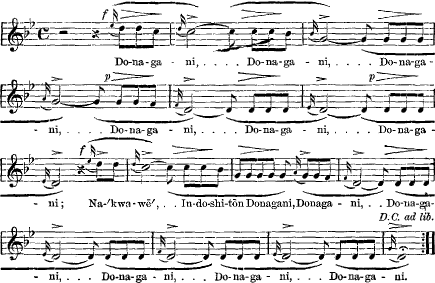 f
Do-na-ga - ni, . . . . Do-na-ga - ni, . . . . Do-na-ga-
p p
- ni, . . . . Do-na-ga - ni, . . . . Do-na-ga - ni, . . . . Do-na-ga-
f
- ni; Na-′kwa-wē′, . . In-do-shi-tōn Donagani, Donaga - ni, . . Do-na-ga-
D.C. ad lib.
- ni, . . . Do-na-ga - ni, . . . Do-na-ga - ni, . . . Do-na-ga - ni.